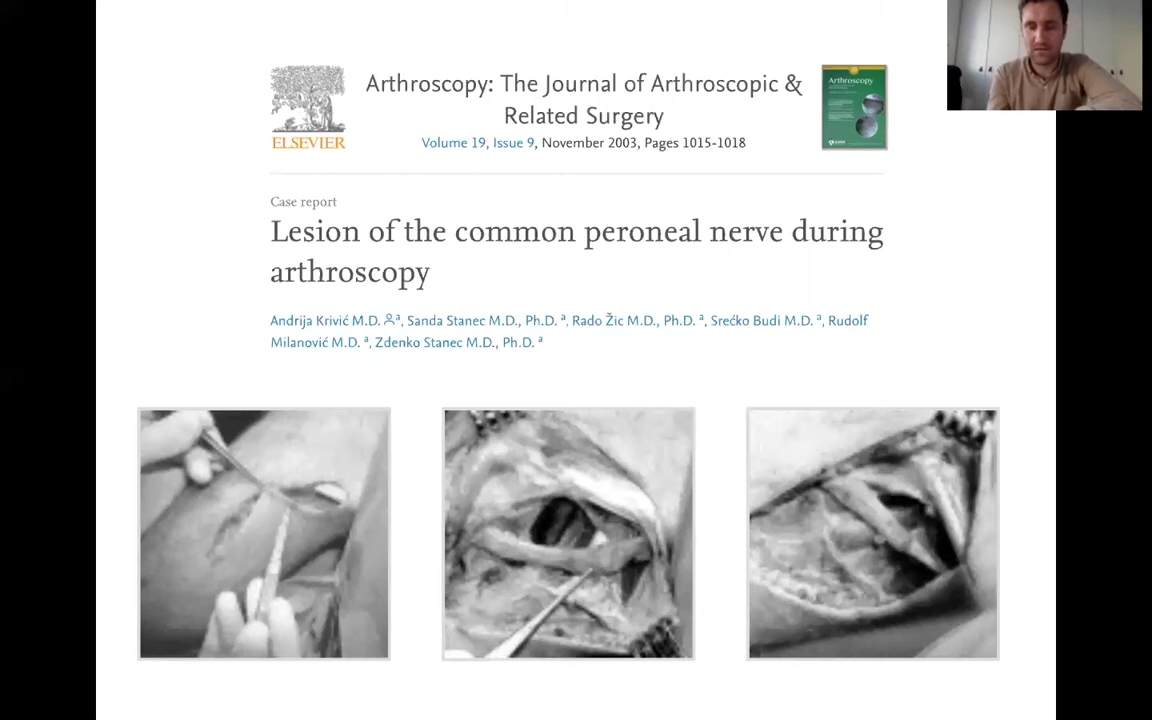 Arthroscopy: The Journal of Arthroscopic &
Related Surgery
ELSEVIER
Volume 19, Issue 9, November 2003, Pages 1015-1018
Arthroscopy
Case report
Lesion of the common peroneal nerve during
arthroscopy
Andrija Krivić M.D. ᵃ, Sanda Stanec M.D., Ph.D. ᵃ, Rado Žic M.D., Ph.D. ᵃ, Srećko Budi M.D. ᵃ, Rudolf
Milanović M.D. ᵃ, Zdenko Stanec M.D., Ph.D. ᵃ